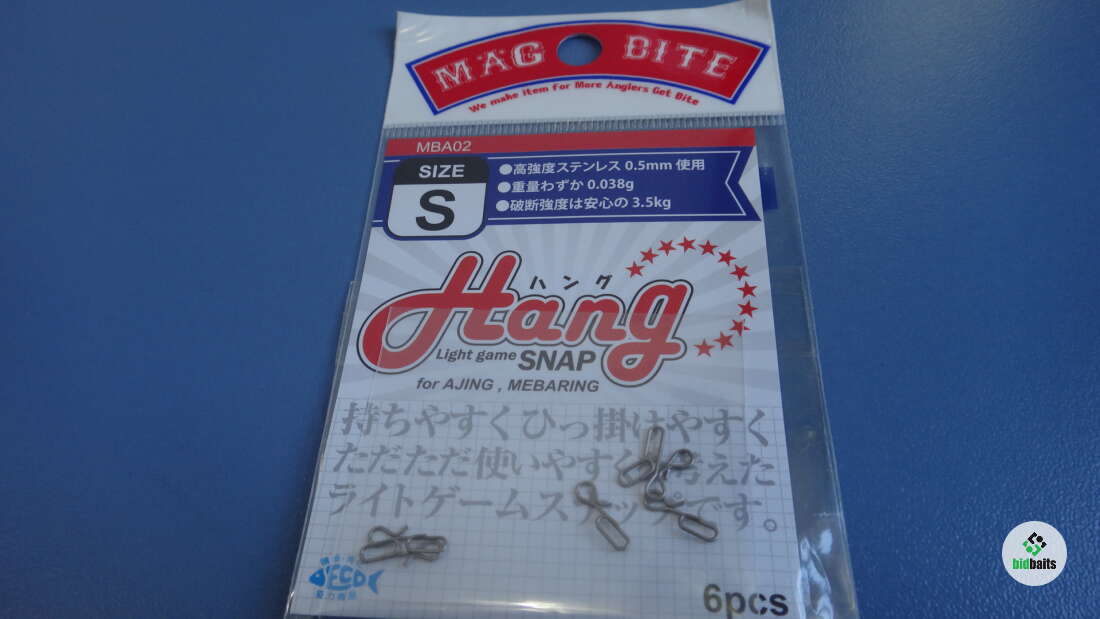 MAG BITE
We make item for More Anglers Get Bite
MBA02
SIZE
S
●高強度ステンレス 0.5mm 使用
●重量わずか 0.038g
●破断強度は安心の 3.5kg
ハング
Hang
Light game SNAP
for AJING , MEBARING
持ちやすくひっ掛けやすく
ただただ使いやすく考えた
ライトゲームスナップです。
ECO
6pcs
bidbaits